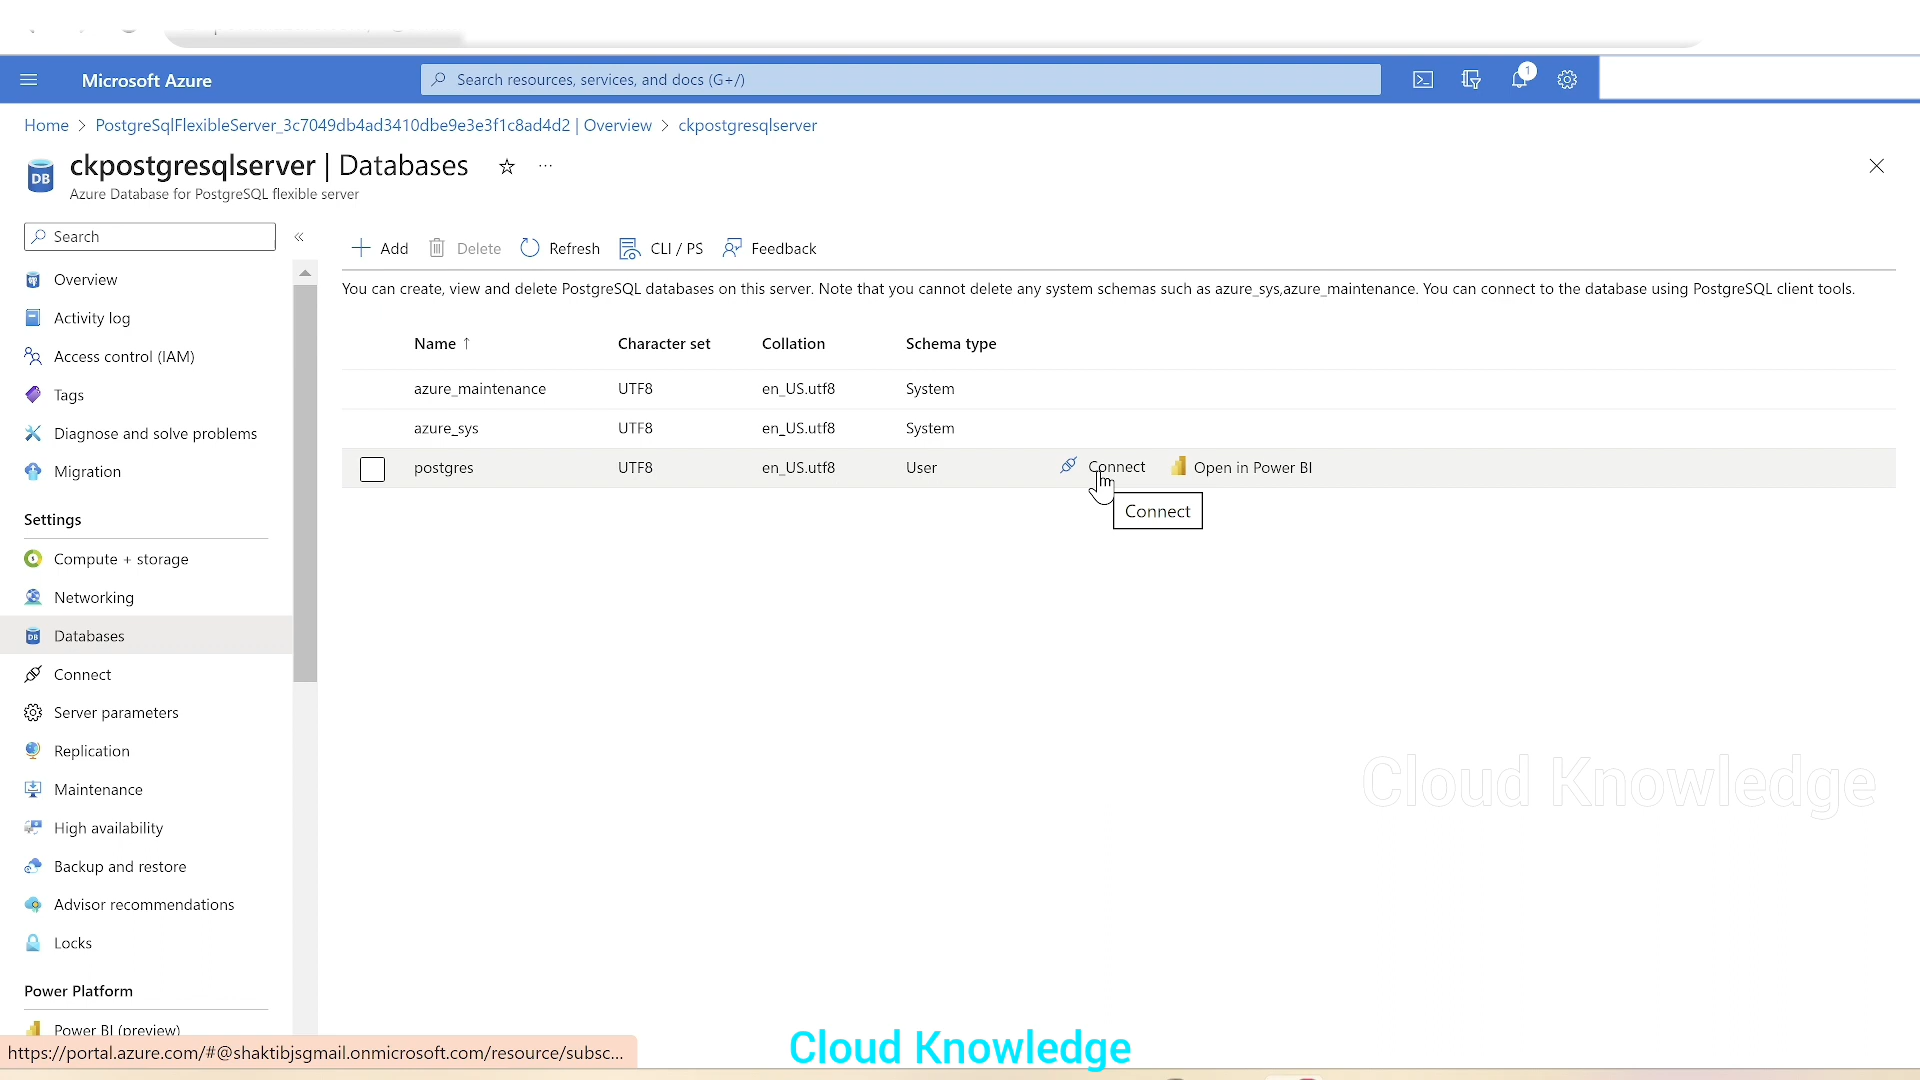 Microsoft Azure
Search resources, services, and docs (G+/)
1
Home > PostgreSqlFlexibleServer_3c7049db4ad3410dbe9e3e3f1c8ad4d2 | Overview > ckpostgresqlserver
DB
ckpostgresqlserver | Databases
Azure Database for PostgreSQL flexible server
Search
Overview
Activity log
Access control (IAM)
Tags
Diagnose and solve problems
Migration
Settings
Compute + storage
Networking
Databases
Connect
Server parameters
Replication
Maintenance
High availability
Backup and restore
Advisor recommendations
Locks
Power Platform
Power BI (preview)
Add Delete Refresh CLI / PS Feedback
You can create, view and delete PostgreSQL databases on this server. Note that you cannot delete any system schemas such as azure_sys,azure_maintenance. You can connect to the database using PostgreSQL client tools.
Name ↑ Character set Collation Schema type
azure_maintenance UTF8 en_US.utf8 System
azure_sys UTF8 en_US.utf8 System
postgres UTF8 en_US.utf8 User Connect Open in Power BI
Connect
Cloud Knowledge
https://portal.azure.com/#@shaktibjsgmail.onmicrosoft.com/resource/subsc...
Cloud Knowledge